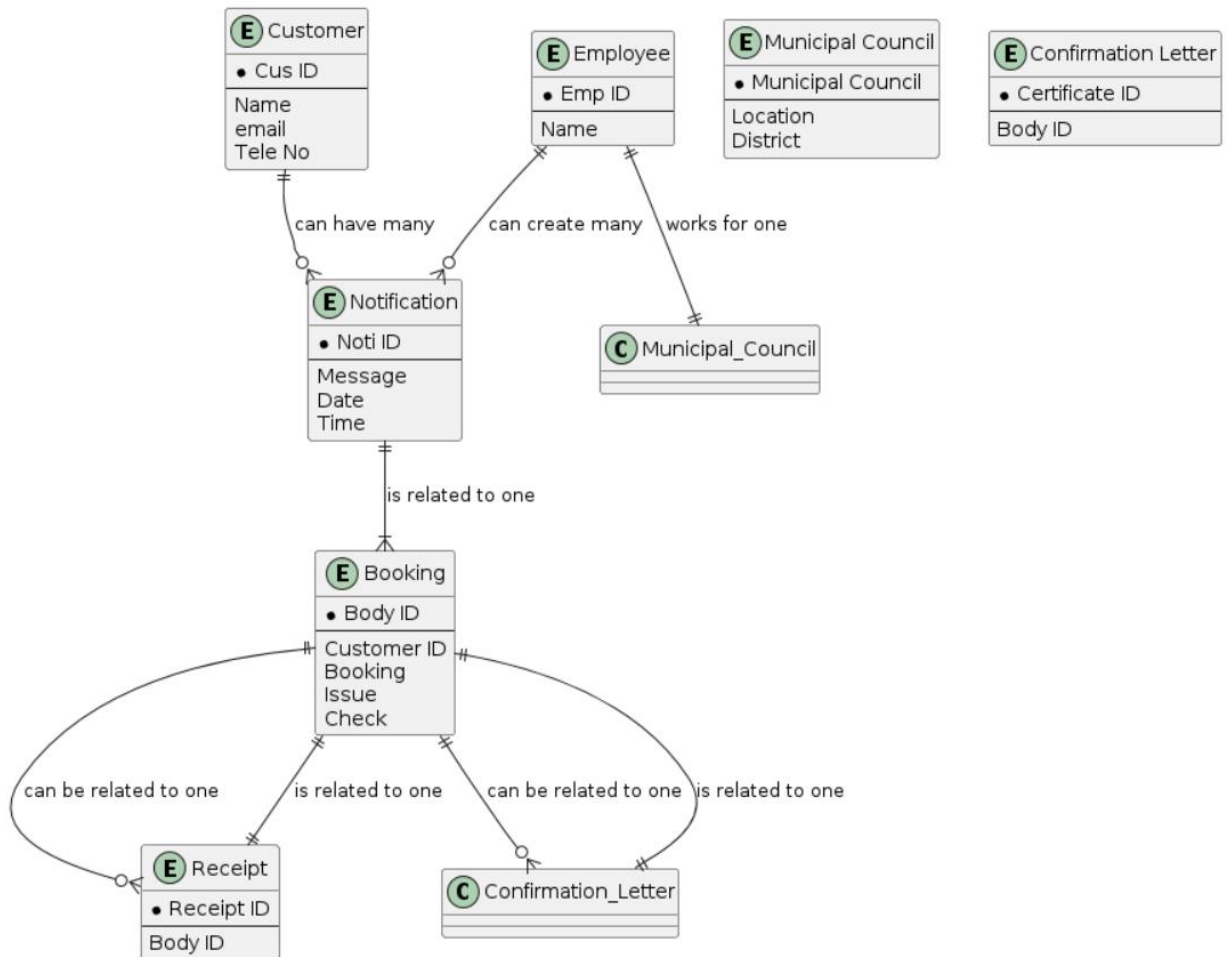 E Customer
Cus ID
Name
email
Tele No
E Employee
Emp ID
Name
E Municipal Council
Municipal Council
Location
District
E Confirmation Letter
Certificate ID
Body ID
can have many
can create many
works for one
E Notification
Noti ID
Message
Date
Time
C Municipal_Council
is related to one
E Booking
Body ID
Customer ID
Booking
Issue
Check
can be related to one
is related to one
can be related to one
is related to one
E Receipt
Receipt ID
Body ID
C Confirmation_Letter